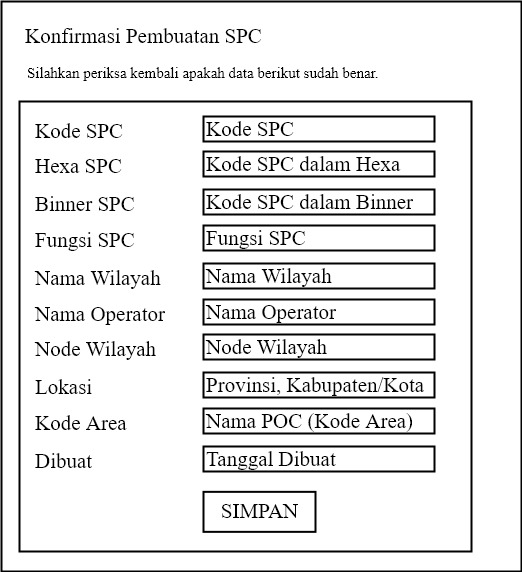 Konfirmasi Pembuatan SPC
Silahkan periksa kembali apakah data berikut sudah benar.
Kode SPC Kode SPC
Hexa SPC Kode SPC dalam Hexa
Binner SPC Kode SPC dalam Binner
Fungsi SPC Fungsi SPC
Nama Wilayah Nama Wilayah
Nama Operator Nama Operator
Node Wilayah Node Wilayah
Lokasi Provinsi, Kabupaten/Kota
Kode Area Nama POC (Kode Area)
Dibuat Tanggal Dibuat
SIMPAN